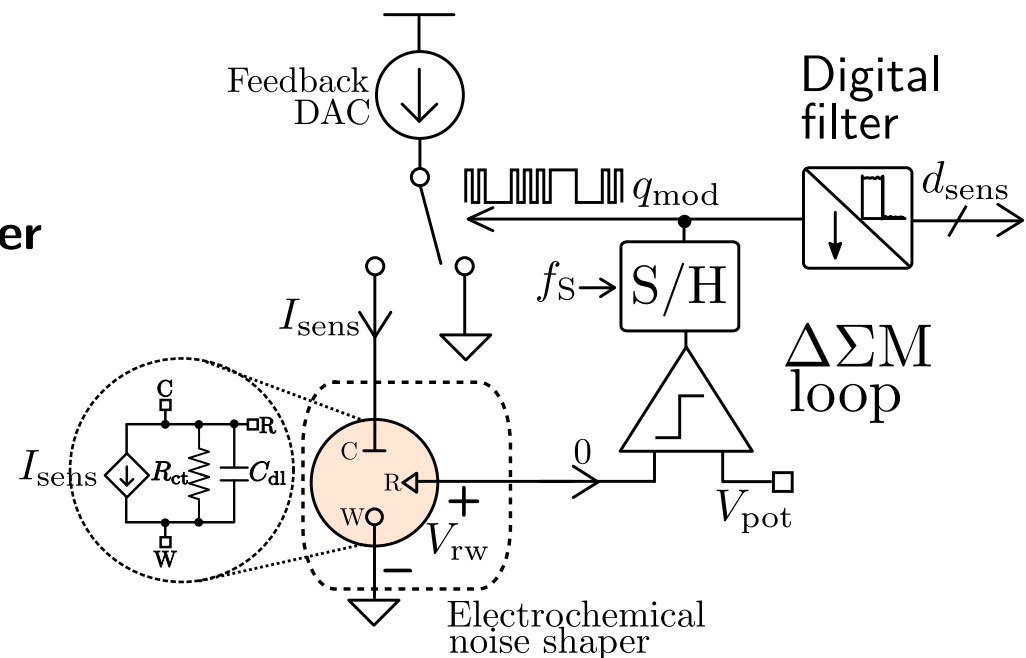 Feedback
DAC
Digital
filter
er
q_mod
d_sens
f_S
S/H
I_sens
ΔΣM
loop
C
R
I_sens
R_ct
C_dl
W
C
R
W
+
V_rw
−
0
V_pot
Electrochemical
noise shaper